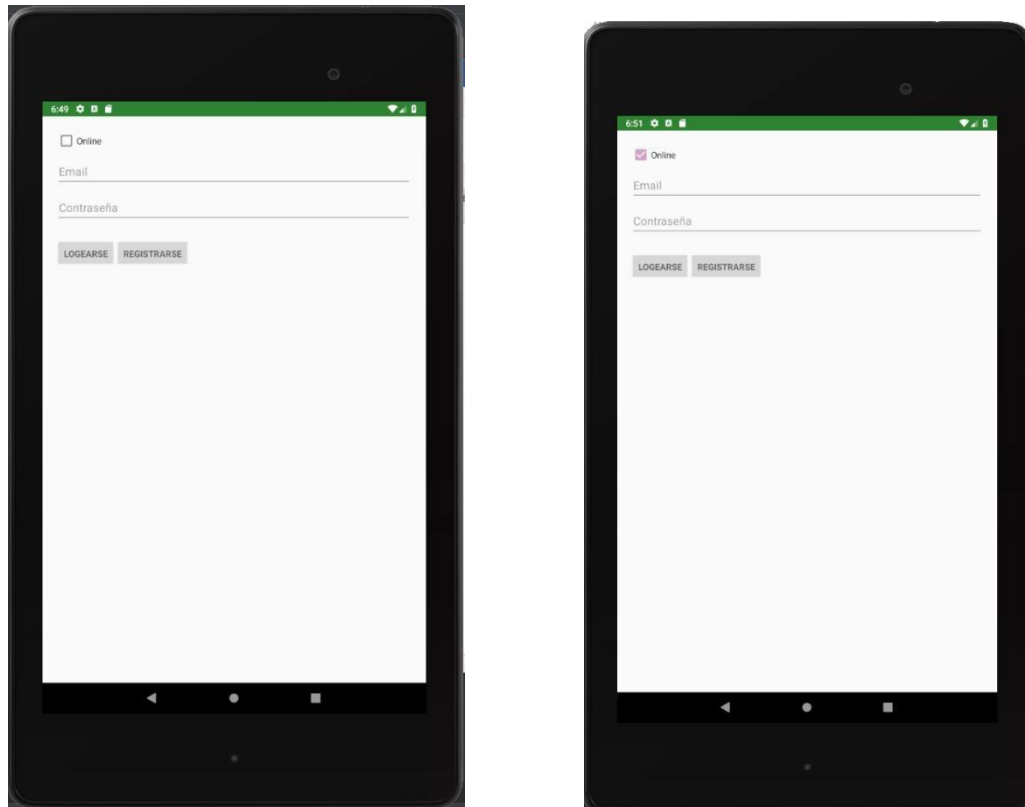 6:49
Online
Email
Contraseña
LOGEARSE REGISTRARSE
6:51
Online
Email
Contraseña
LOGEARSE REGISTRARSE